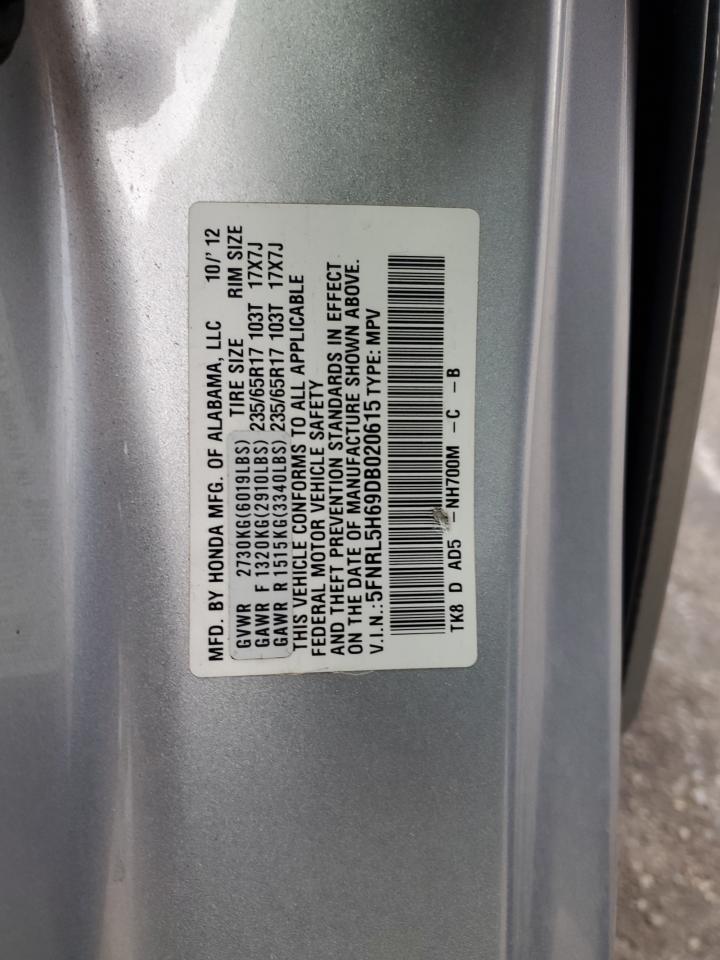 MFD. BY HONDA MFG. OF ALABAMA, LLC 10/'12
TIRE SIZE RIM SIZE
GVWR 2730KG(6019LBS)
GAWR F 1320KG(2910LBS) 235/65R17 103T 17X7J
GAWR R 1515KG(3340LBS) 235/65R17 103T 17X7J
THIS VEHICLE CONFORMS TO ALL APPLICABLE
FEDERAL MOTOR VEHICLE SAFETY
AND THEFT PREVENTION STANDARDS IN EFFECT
ON THE DATE OF MANUFACTURE SHOWN ABOVE.
V.I.N.:5FNRL5H69DB020615 TYPE: MPV
TK8 D AD5 -NH700M -C -B